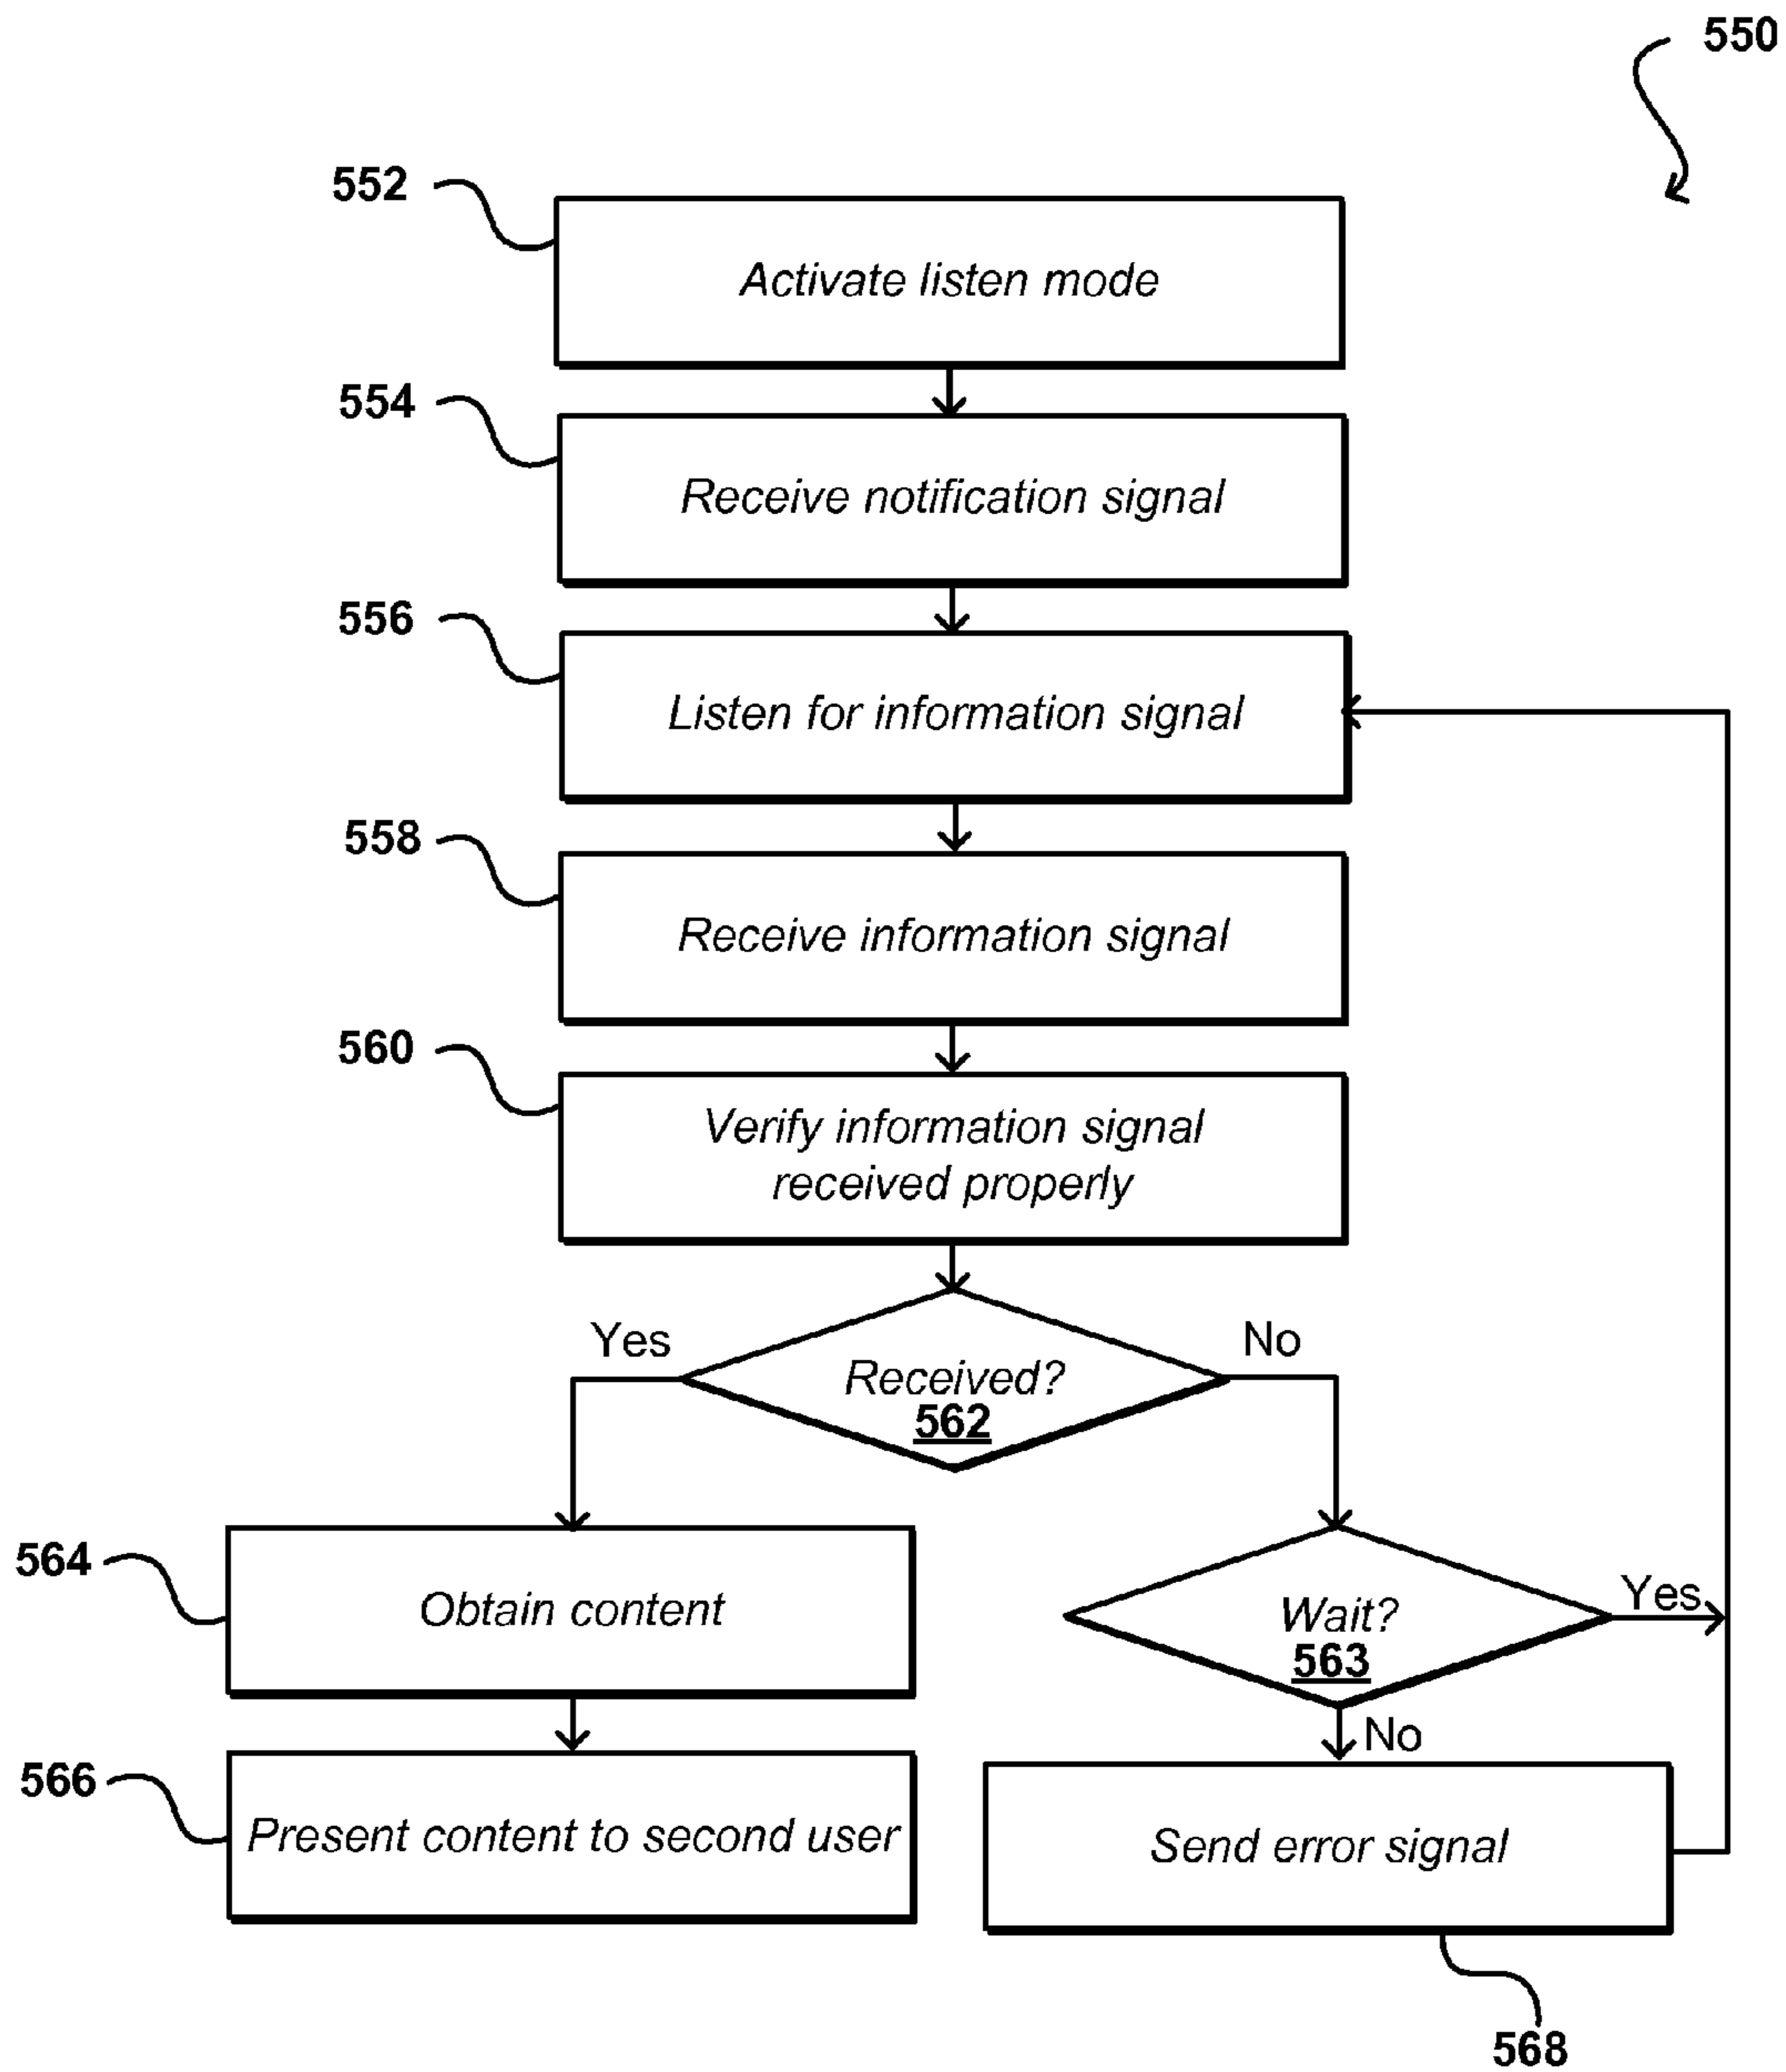 550
552
Activate listen mode
554
Receive notification signal
556
Listen for information signal
558
Receive information signal
560
Verify information signal
received properly
Yes
No
Received?
562
564
Obtain content
Wait?
563
Yes
No
566
Present content to second user
Send error signal
568